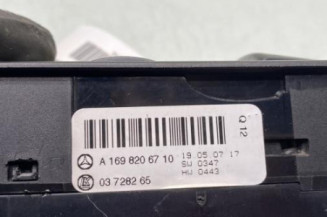 A 169 820 67 10 19.05.07 17
SW 0347
03 7282 65 HW 0443
Q 12